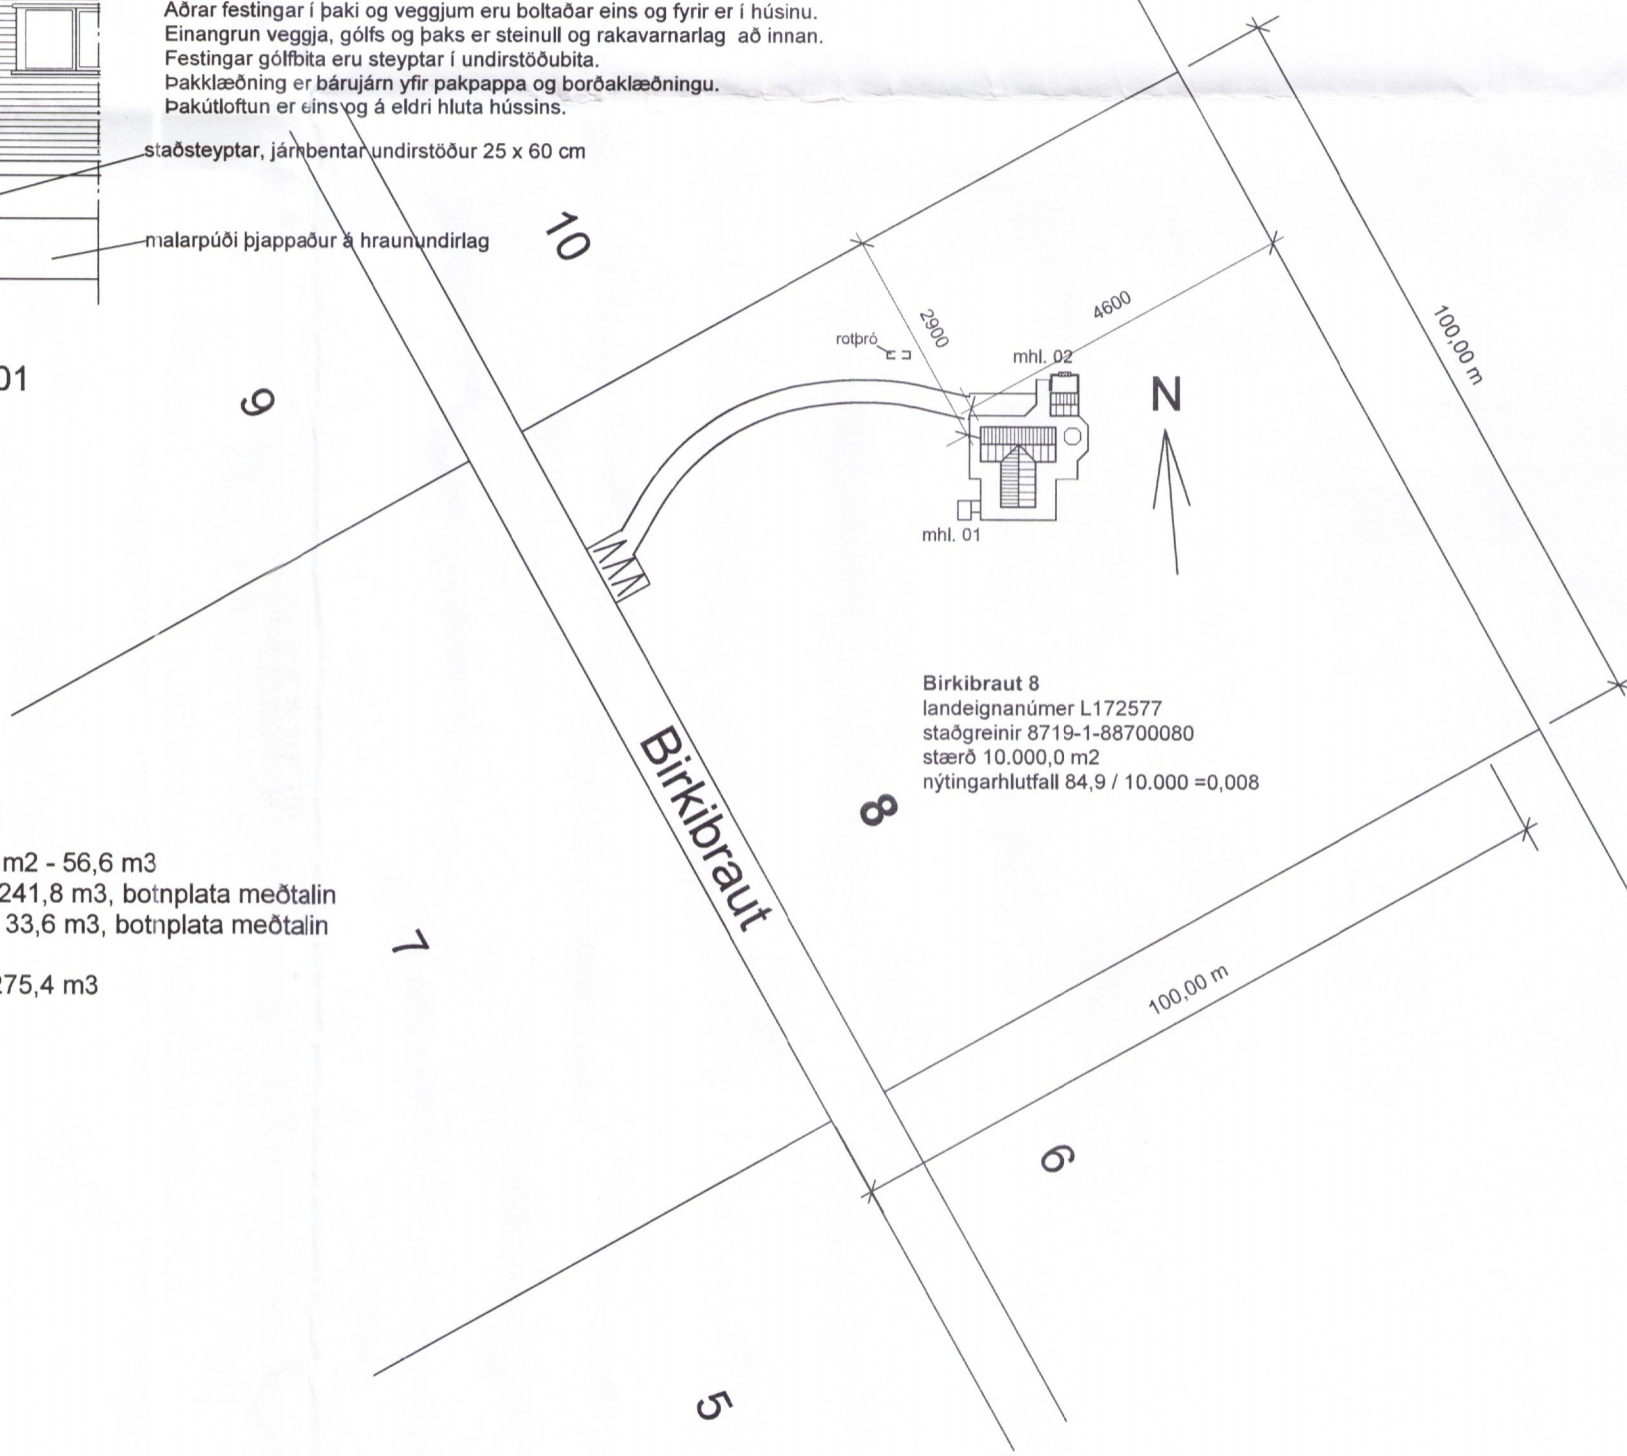 Aðrar festingar í þaki og veggjum eru boltaðar eins og fyrir er í húsinu.
Einangrun veggja, gólfs og þaks er steinull og rakavarnarlag að innan.
Festingar gólfbita eru steyptar í undirstöðubita.
Þakklæðning er bárujárn yfir pakpappa og borðaklæðningu.
Þakútloftun er eins og á eldri hluta hússins.
staðsteyptar, járnbentar undirstöður 25 x 60 cm
malarpúði þjappaður á hraunundirlag
10
2900
4600
100,00 m
rotþró
mhl. 02
01
9
N
mhl. 01
Birkibraut 8
landeignanúmer L172577
staðgreinir 8719-1-88700080
stærð 10.000,0 m2
nýtingarhlutfall 84,9 / 10.000 =0,008
Birkibraut
8
m2 - 56,6 m3
241,8 m3, botnplata meðtalin
33,6 m3, botnplata meðtalin
7
275,4 m3
100,00 m
6
5